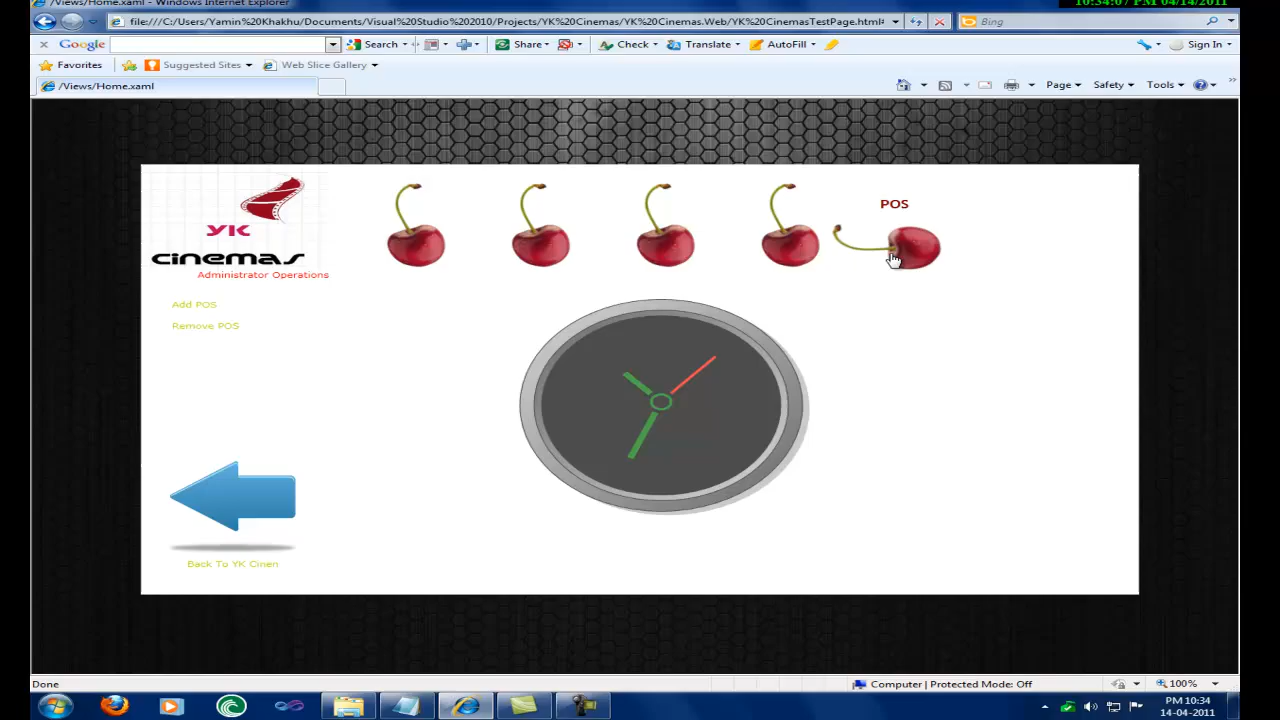 10:34:07 PM 04/14/2011
/Views/Home.xaml - Windows Internet Explorer
file:///C:/Users/Yamin%20Khakhu/Documents/Visual%20Studio%202010/Projects/YK%20Cinemas/YK%20Cinemas.Web/YK%20CinemasTestPage.html#
Bing
Google
Search
Share
Check
Translate
AutoFill
Sign In
Favorites
Suggested Sites
Web Slice Gallery
/Views/Home.xaml
Page
Safety
Tools
POS
YK
cinemas
Administrator Operations
Add POS
Remove POS
Back To YK Cinen
Done
Computer | Protected Mode: Off
100%
PM 10:34
14-04-2011